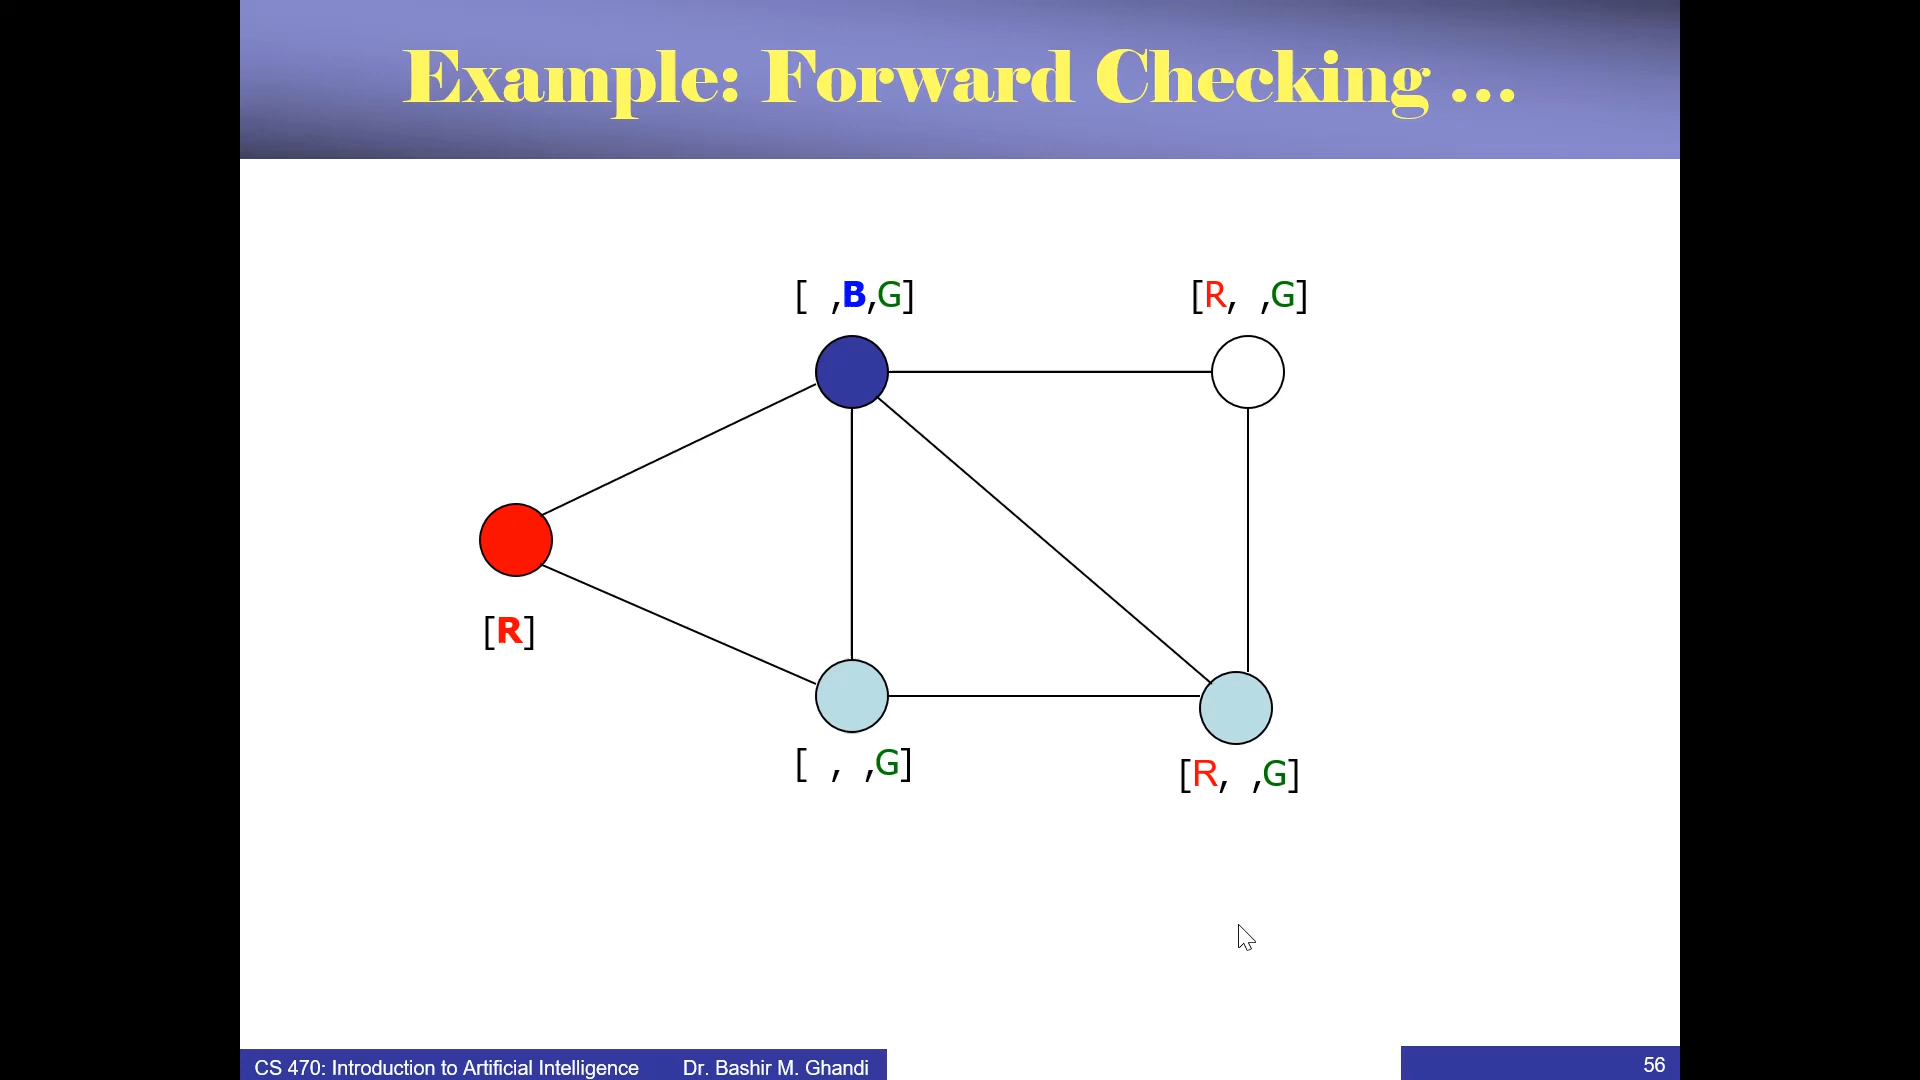 Example: Forward Checking ...
[ ,B,G]
[R, ,G]
[R]
[ , ,G]
[R, ,G]
CS 470: Introduction to Artificial Intelligence Dr. Bashir M. Ghandi
56